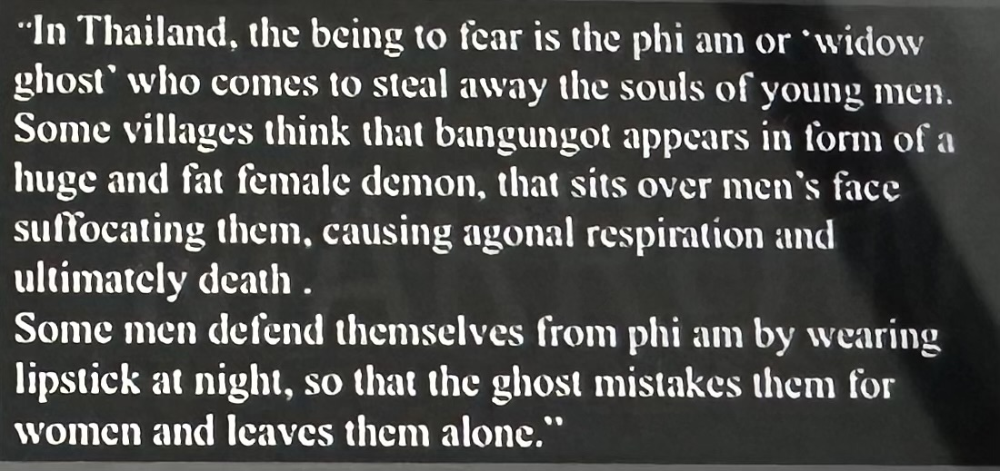 “In Thailand, the being to fear is the phi am or ‘widow
ghost’ who comes to steal away the souls of young men.
Some villages think that bangungot appears in form of a
huge and fat female demon, that sits over men’s face
suffocating them, causing agonal respiration and
ultimately death .
Some men defend themselves from phi am by wearing
lipstick at night, so that the ghost mistakes them for
women and leaves them alone.”